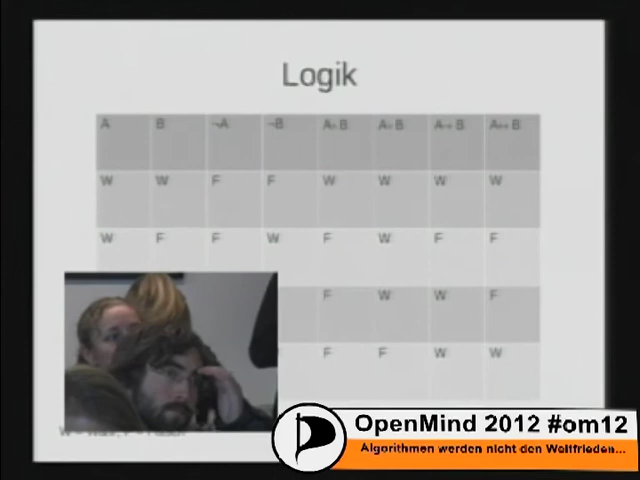 Logik
A B ¬A ¬B A∧B A∨B A→B A↔B
W W F F W W W W
W F F W F W F F
F W W F
F F W W
OpenMind 2012 #om12
Algorithmen werden nicht den Weltfrieden...